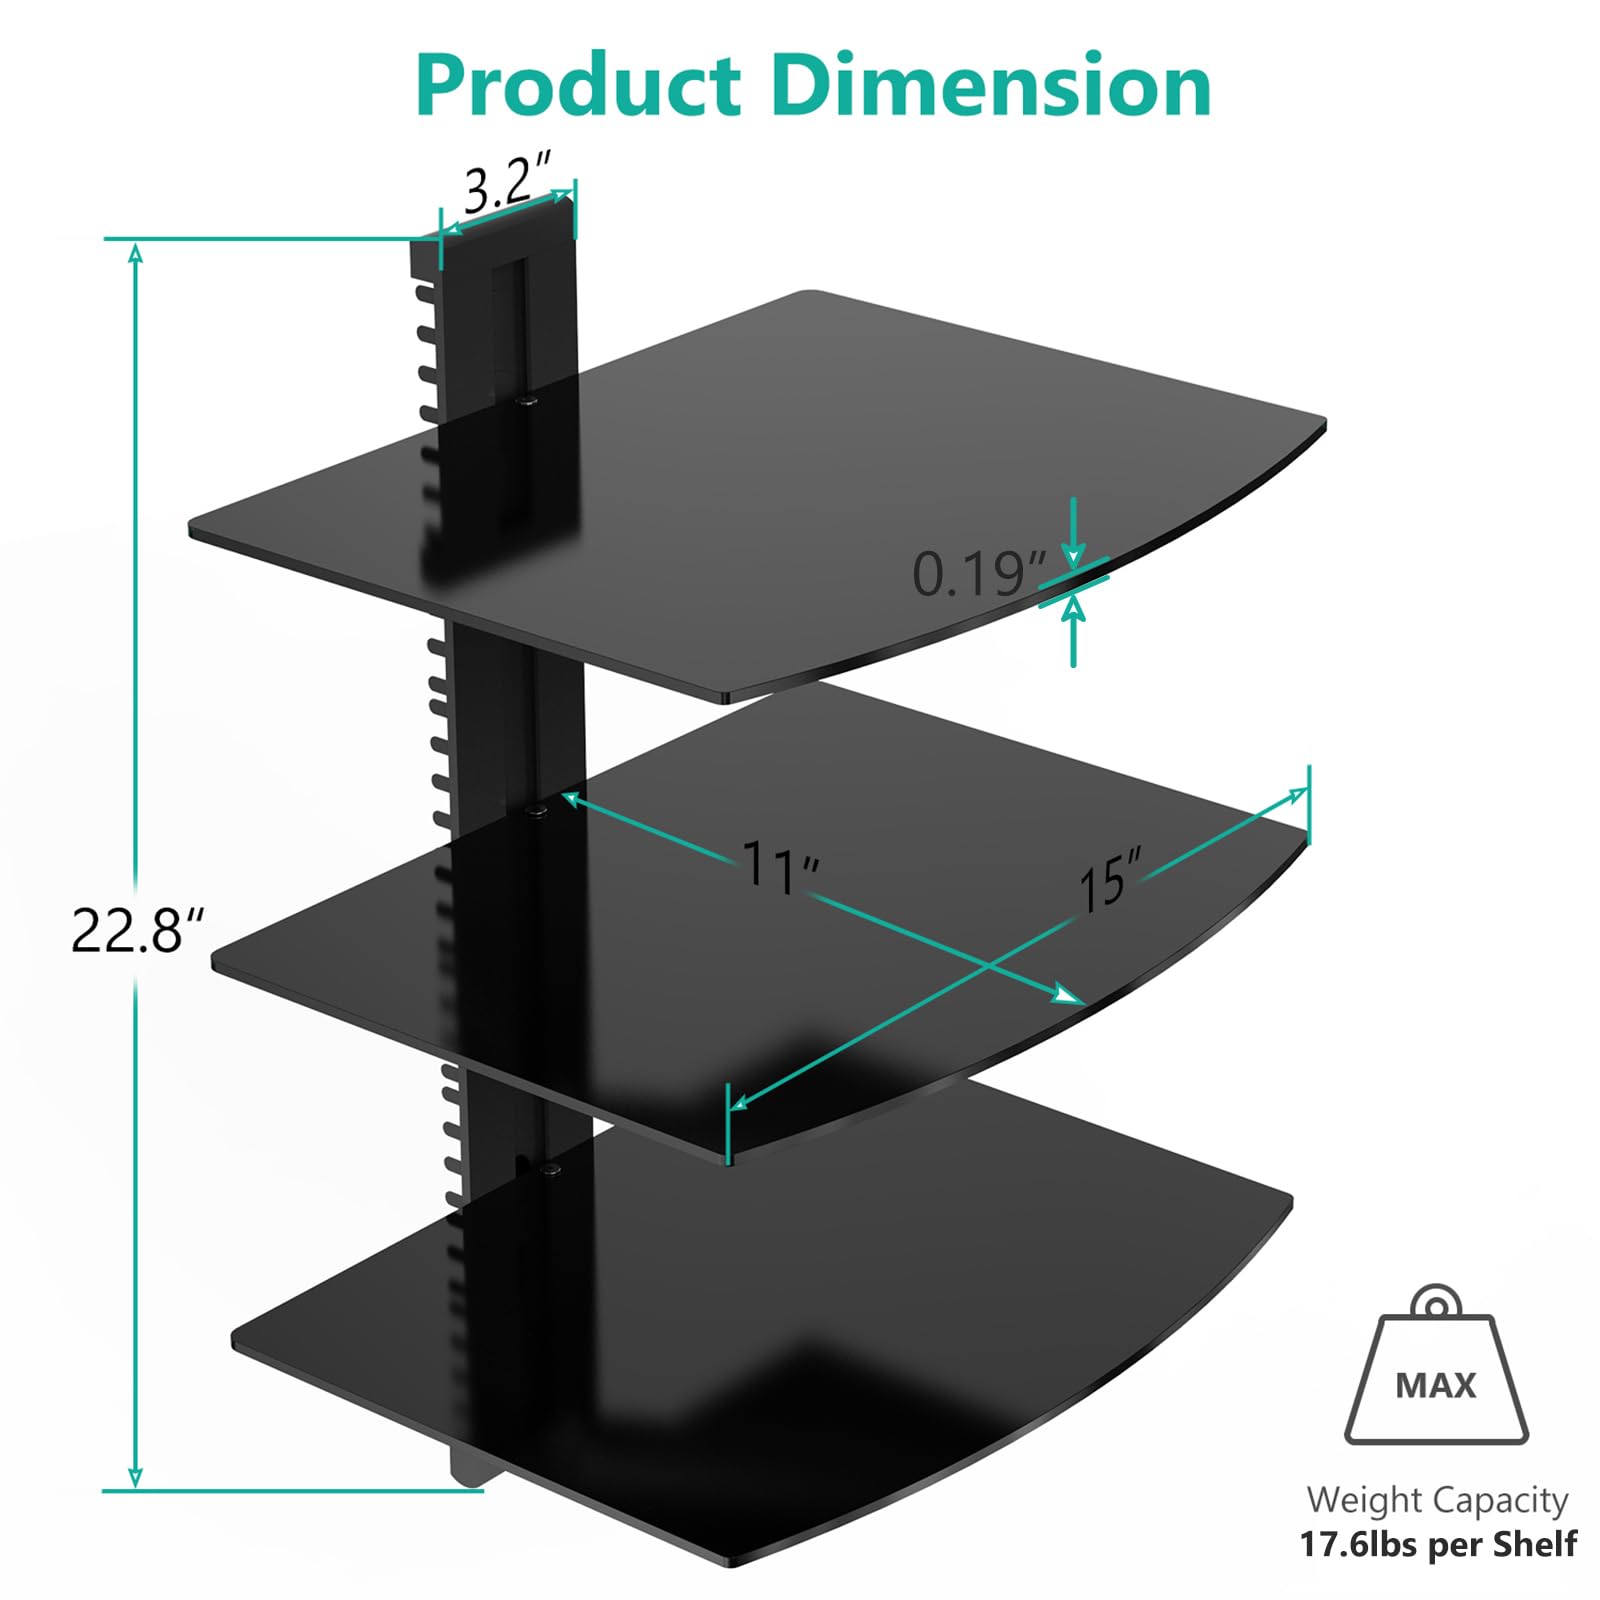 Product Dimension
3.2"
0.19"
11"
15"
22.8"
MAX
Weight Capacity
17.6lbs per Shelf